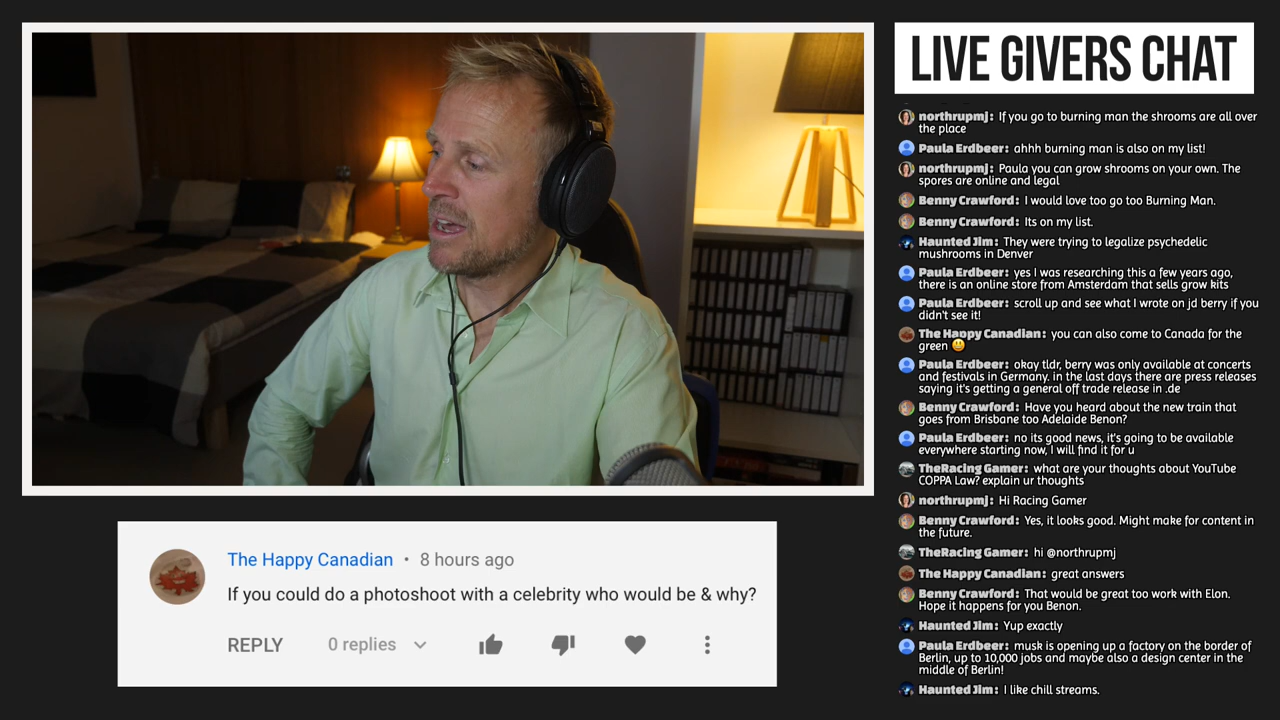 LIVE GIVERS CHAT
northrupmj: If you go to burning man the shrooms are all over
the place
Paula Erdbeer: ahhh burning man is also on my list!
northrupmj: Paula you can grow shrooms on your own. The
spores are online and legal
Benny Crawford: I would love too go too Burning Man.
Benny Crawford: Its on my list.
Haunted Jim: They were trying to legalize psychedelic
mushrooms in Denver
Paula Erdbeer: yes I was researching this a few years ago,
there is an online store from Amsterdam that sells grow kits
Paula Erdbeer: scroll up and see what I wrote on jd berry if you
didn't see it!
The Happy Canadian: you can also come to Canada for the
green 😃
Paula Erdbeer: okay tldr, berry was only available at concerts
and festivals in Germany. in the last days there are press releases
saying it's getting a general off trade release in .de
Benny Crawford: Have you heard about the new train that
goes from Brisbane too Adelaide Benon?
Paula Erdbeer: no its good news, it's going to be available
everywhere starting now, I will find it for u
TheRacing Gamer: what are your thoughts about YouTube
COPPA Law? explain ur thoughts
northrupmj: Hi Racing Gamer
Benny Crawford: Yes, it looks good. Might make for content in
the future.
TheRacing Gamer: hi @northrupmj
The Happy Canadian: great answers
Benny Crawford: That would be great too work with Elon.
Hope it happens for you Benon.
Haunted Jim: Yup exactly
Paula Erdbeer: musk is opening up a factory on the border of
Berlin, up to 10,000 jobs and maybe also a design center in the
middle of Berlin!
Haunted Jim: I like chill streams.
The Happy Canadian • 8 hours ago
If you could do a photoshoot with a celebrity who would be & why?
REPLY 0 replies